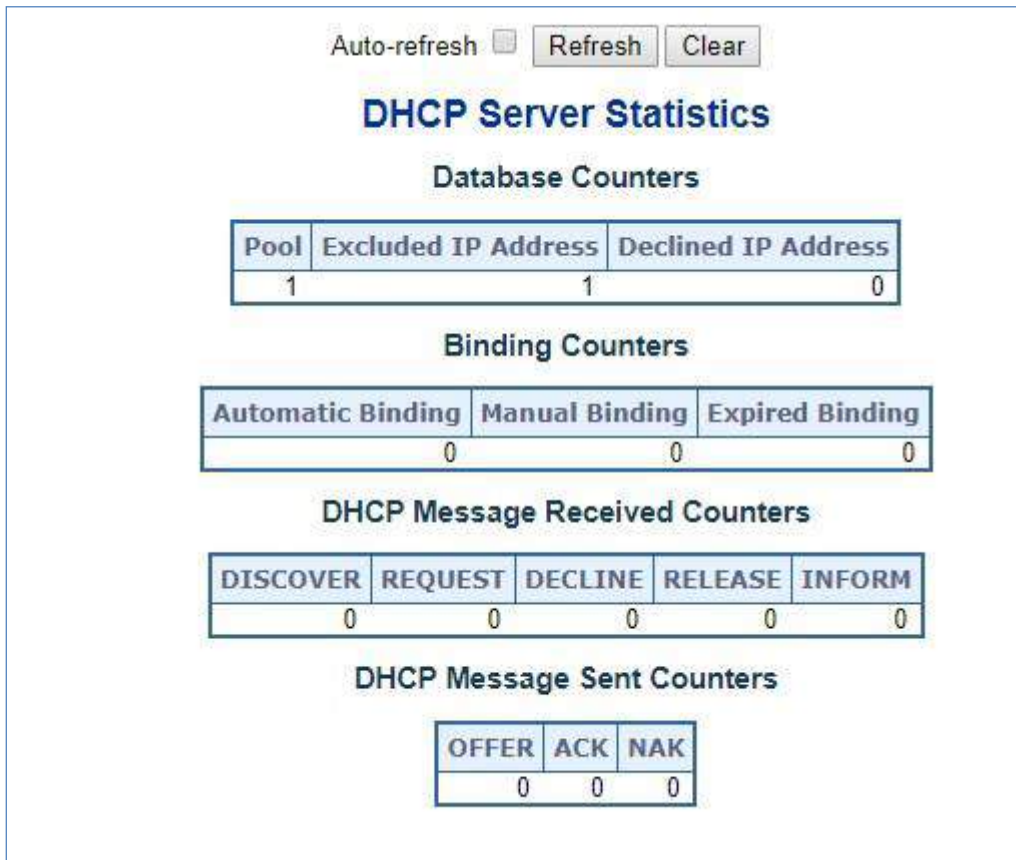 Auto-refresh Refresh Clear
DHCP Server Statistics
Database Counters
Pool Excluded IP Address Declined IP Address
1 1 0
Binding Counters
Automatic Binding Manual Binding Expired Binding
0 0 0
DHCP Message Received Counters
DISCOVER REQUEST DECLINE RELEASE INFORM
0 0 0 0 0
DHCP Message Sent Counters
OFFER ACK NAK
0 0 0